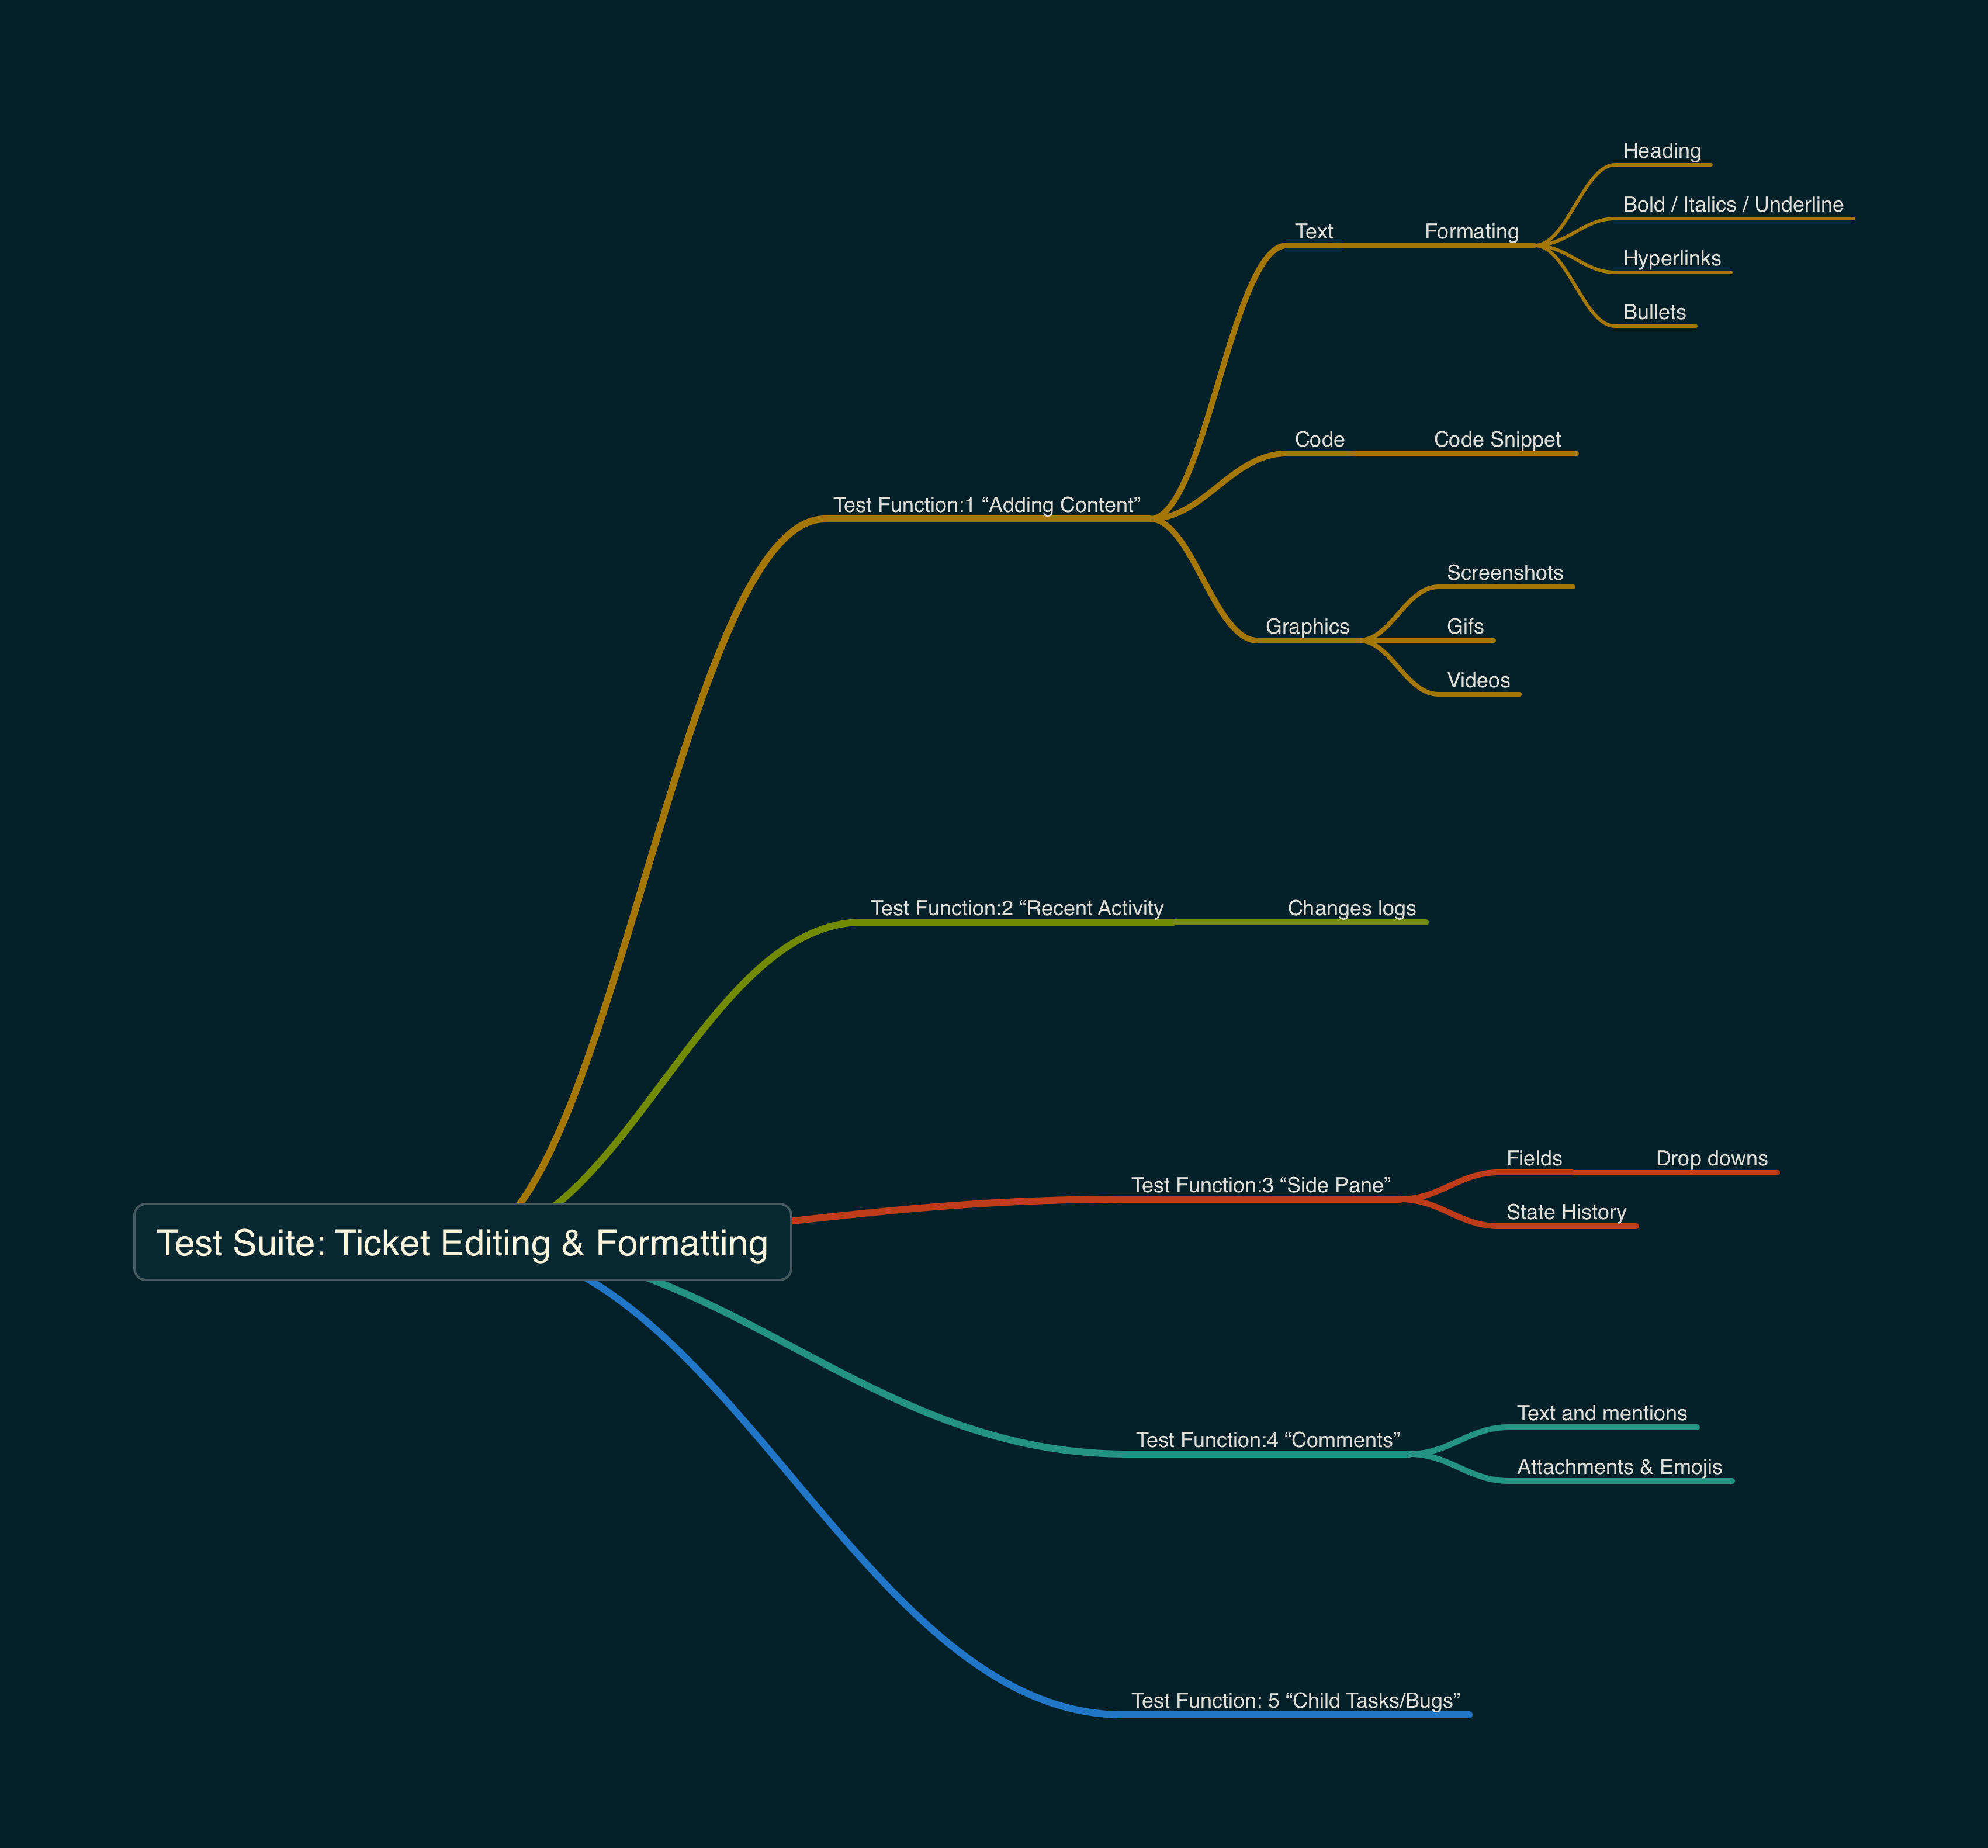 Heading
Bold / Italics / Underline
Text
Formating
Hyperlinks
Bullets
Code
Code Snippet
Test Function:1 “Adding Content”
Screenshots
Graphics
Gifs
Videos
Test Function:2 “Recent Activity
Changes logs
Test Function:3 “Side Pane”
Fields
Drop downs
State History
Test Suite: Ticket Editing & Formatting
Test Function:4 “Comments”
Text and mentions
Attachments & Emojis
Test Function: 5 “Child Tasks/Bugs”